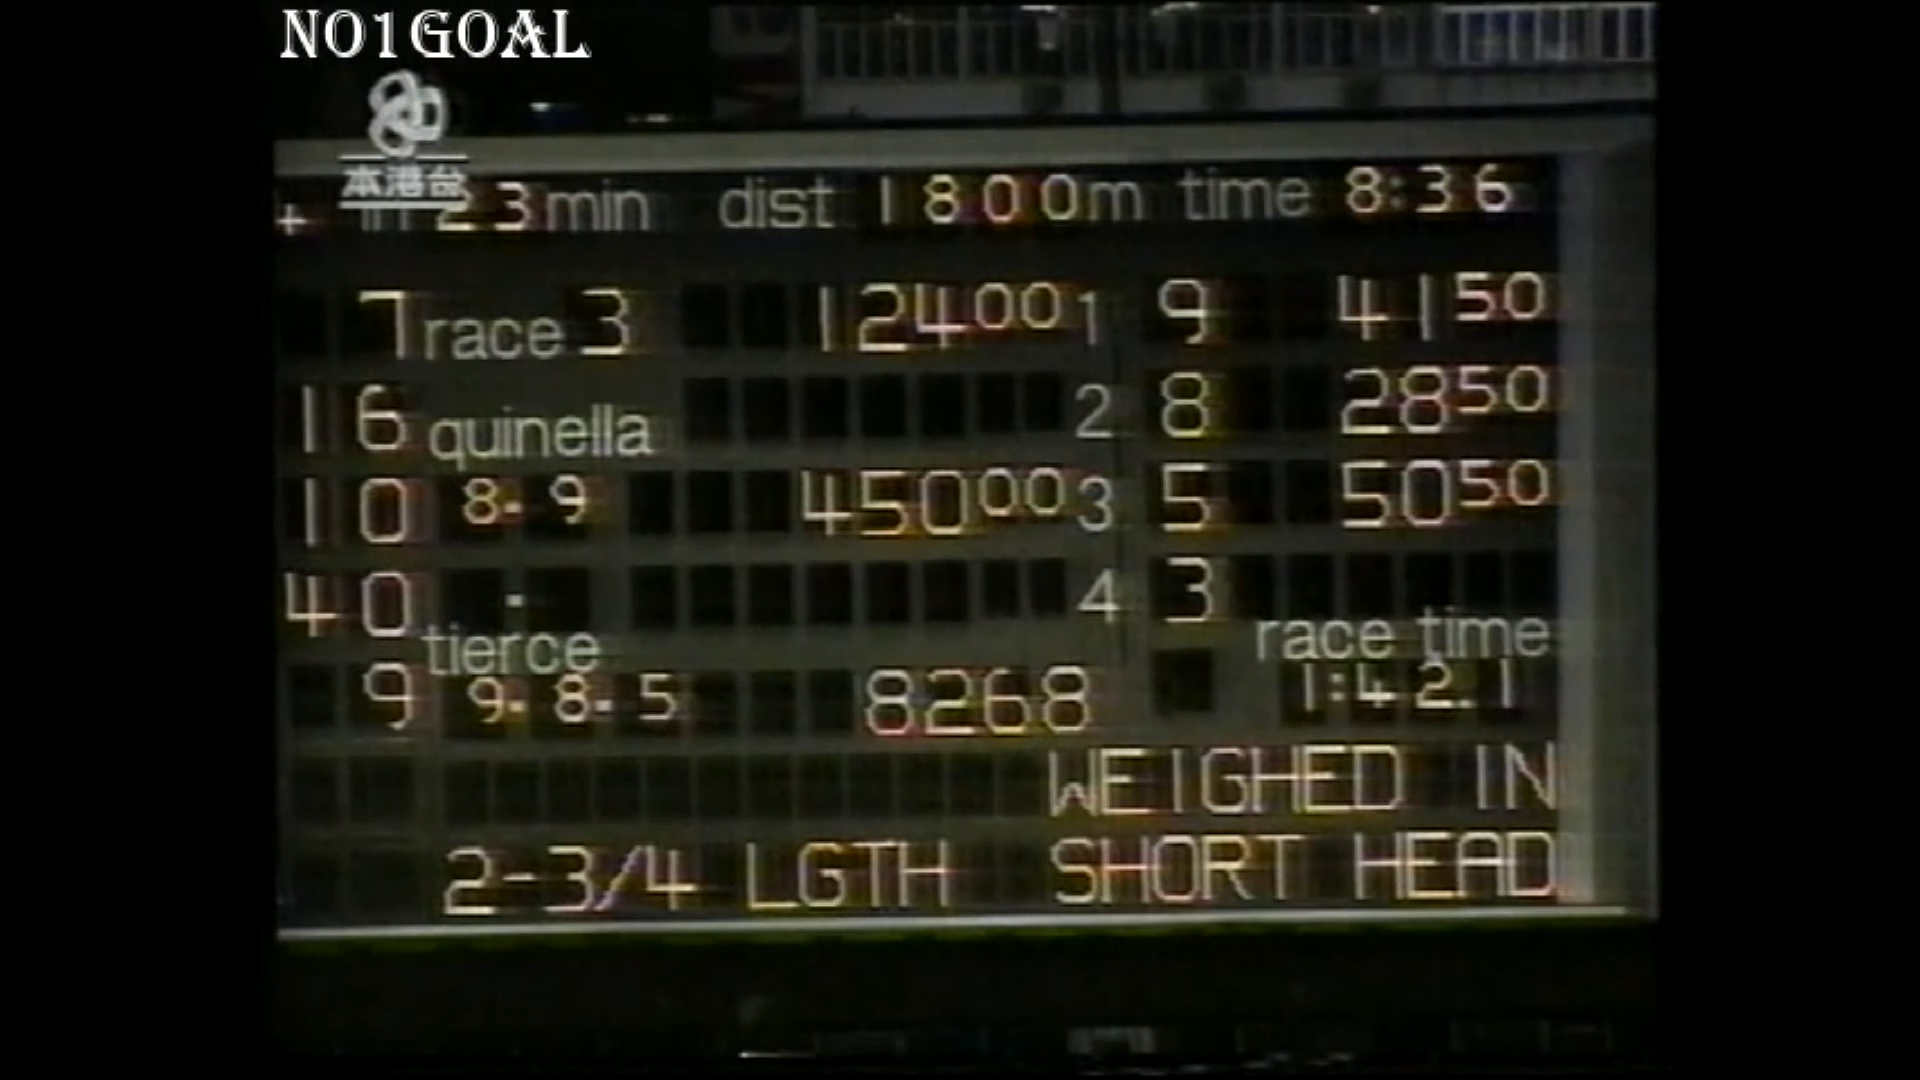 NO1GOAL
本港台
+ in 23 min dist 1800m time 8:36
7 race 3 12400 1 9 4150
16 quinella 2 8 2850
10 8-9 45000 3 5 5050
40 4 3
tierce race time
9 9-8-5 8268 1:42.1
WEIGHED IN
2-3/4 LGTH SHORT HEAD